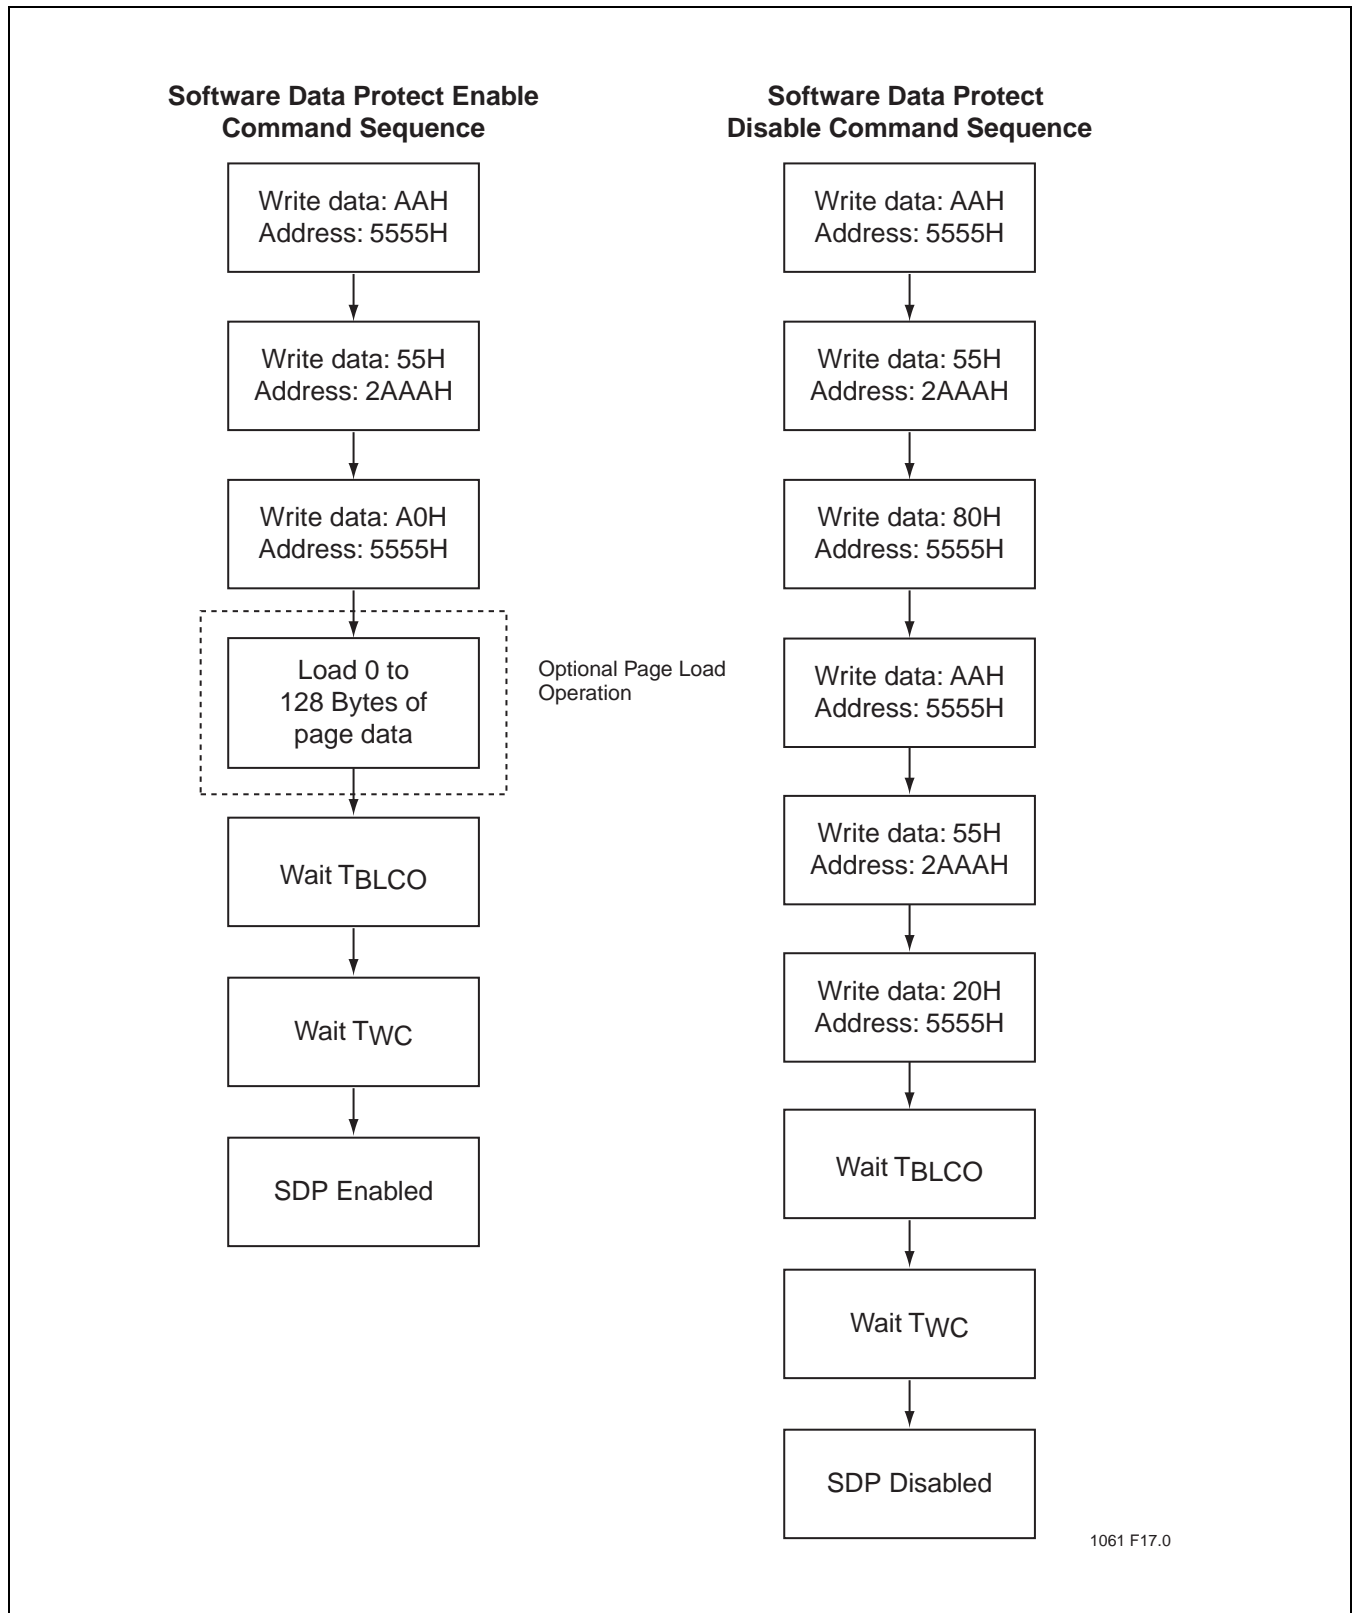 Software Data Protect Enable
Command Sequence
Write data: AAH
Address: 5555H
Write data: 55H
Address: 2AAAH
Write data: A0H
Address: 5555H
Load 0 to
128 Bytes of
page data
Optional Page Load
Operation
Wait TBLCO
Wait TWC
SDP Enabled
Software Data Protect
Disable Command Sequence
Write data: AAH
Address: 5555H
Write data: 55H
Address: 2AAAH
Write data: 80H
Address: 5555H
Write data: AAH
Address: 5555H
Write data: 55H
Address: 2AAAH
Write data: 20H
Address: 5555H
Wait TBLCO
Wait TWC
SDP Disabled
1061 F17.0